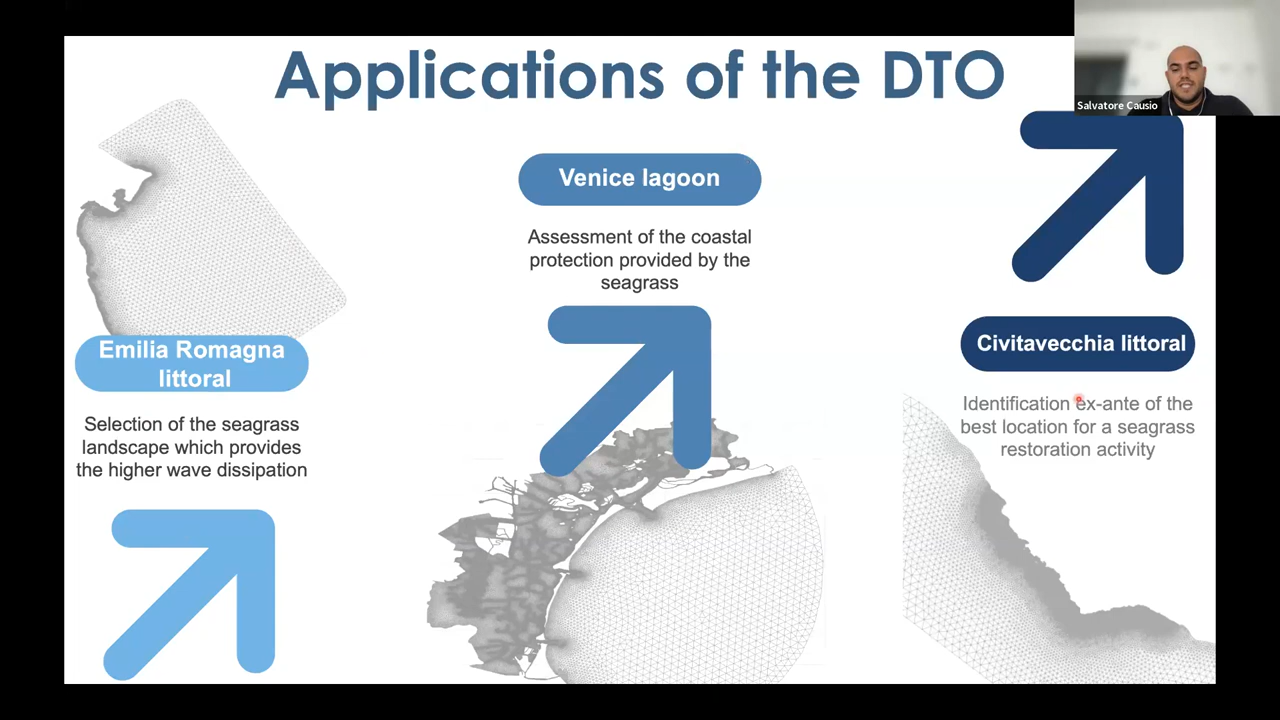 Applications of the DTO
Salvatore Causio
Venice lagoon
Assessment of the coastal
protection provided by the
seagrass
Emilia Romagna
littoral
Selection of the seagrass
landscape which provides
the higher wave dissipation
Civitavecchia littoral
Identification ex-ante of the
best location for a seagrass
restoration activity